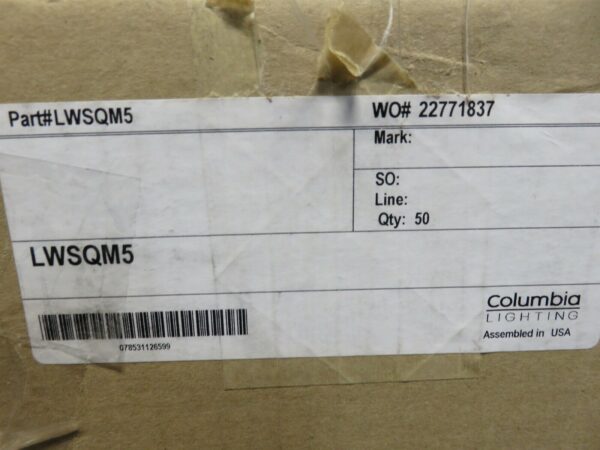 Part#LWSQM5
WO# 22771837
Mark:
SO:
Line:
Qty: 50
LWSQM5
078531126599
Columbia
LIGHTING
Assembled in USA